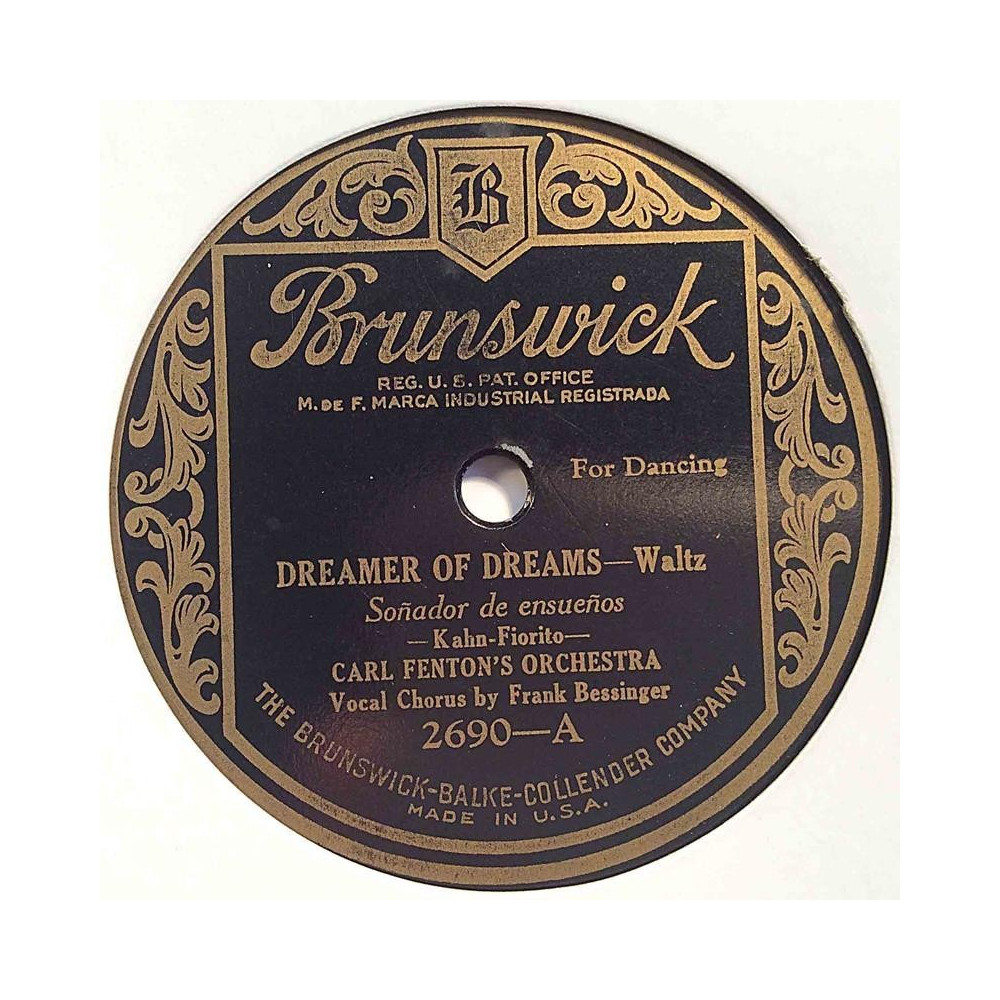 B
Brunswick
REG. U. S. PAT. OFFICE
M. DE F. MARCA INDUSTRIAL REGISTRADA
For Dancing
DREAMER OF DREAMS—Waltz
Soñador de ensueños
—Kahn-Fiorito—
CARL FENTON'S ORCHESTRA
Vocal Chorus by Frank Bessinger
2690—A
THE BRUNSWICK-BALKE-COLLENDER COMPANY
MADE IN U.S.A.